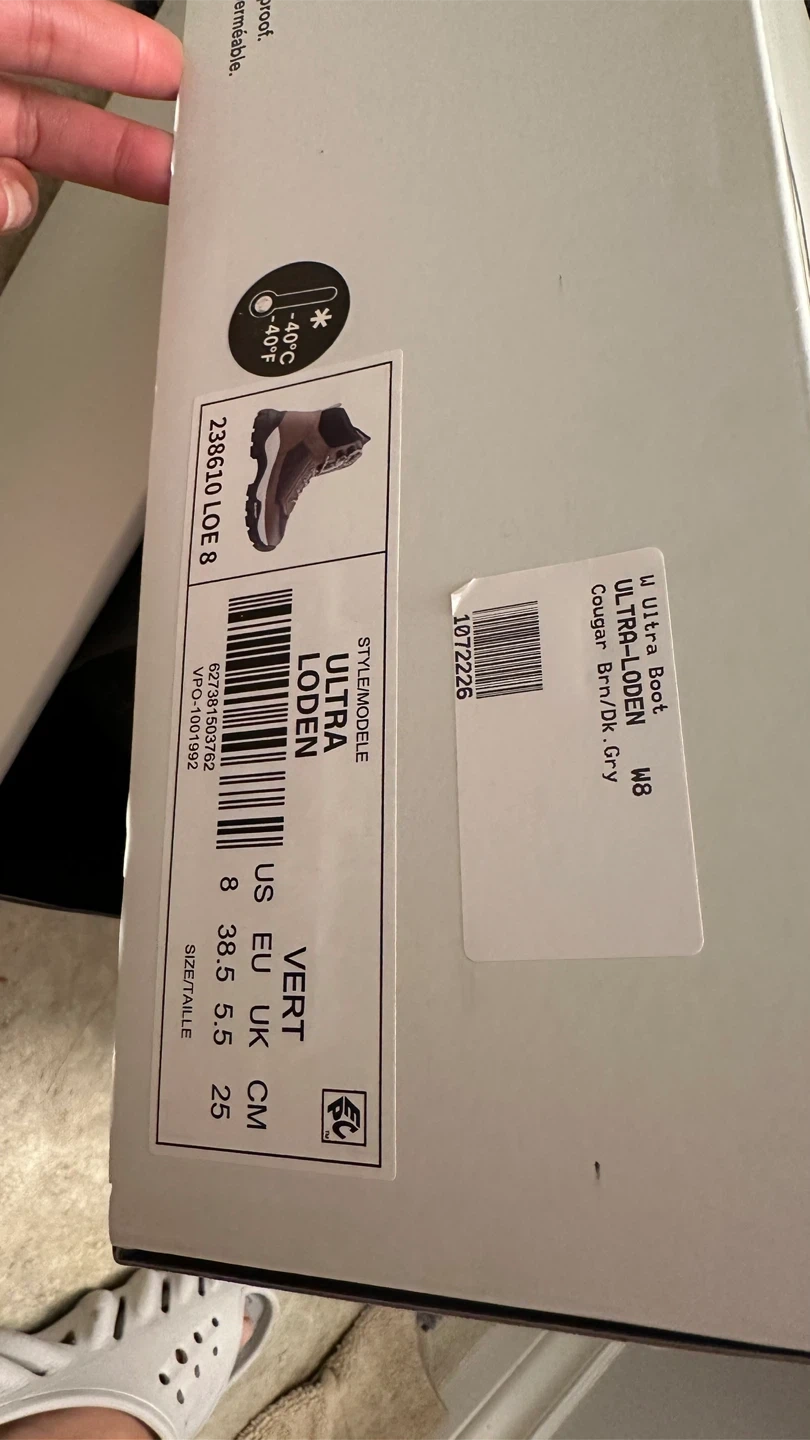 proof.
erméable.
-40°C
-40°F
238610 LOE 8
STYLE/MODELE
ULTRA
LODEN
627381503762
VPO-1001992
VERT
US EU UK CM
8 38.5 5.5 25
SIZE/TAILLE
W Ultra Boot
ULTRA-LODEN W8
Cougar Brn/Dk.Gry
1072226